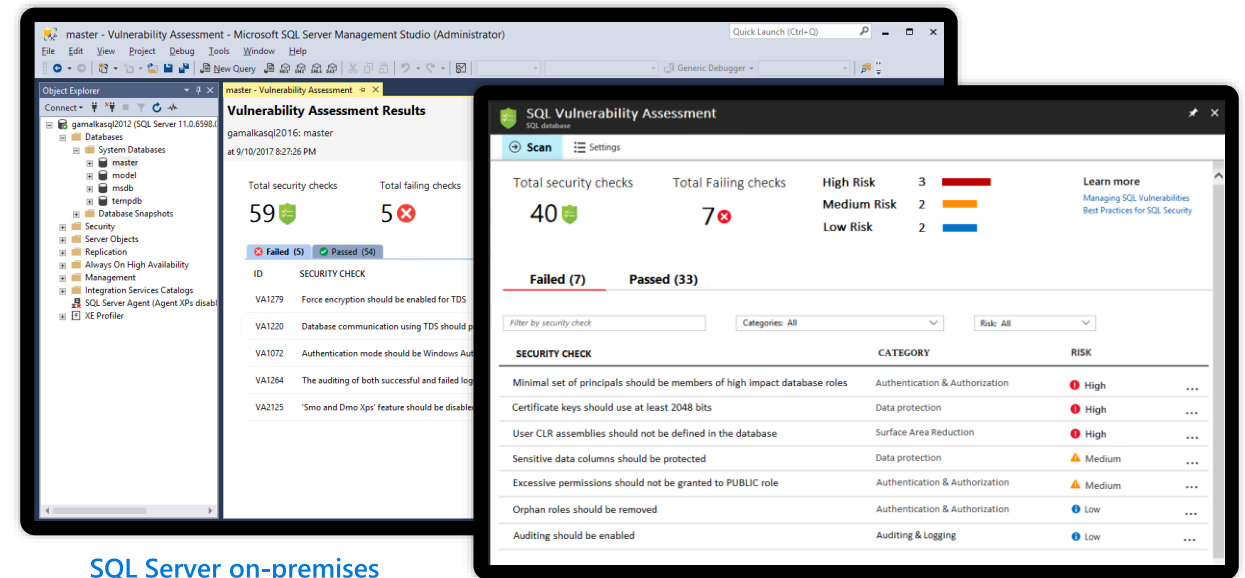 master - Vulnerability Assessment - Microsoft SQL Server Management Studio (Administrator)
Quick Launch (Ctrl+Q)
File Edit View Project Debug Tools Window Help
New Query
Generic Debugger
Object Explorer
Connect
gamalkasql2012 (SQL Server 11.0.6598.0
Databases
System Databases
master
model
msdb
tempdb
Database Snapshots
Security
Server Objects
Replication
Always On High Availability
Management
Integration Services Catalogs
SQL Server Agent (Agent XPs disabl
XE Profiler
master - Vulnerability Assessment
Vulnerability Assessment Results
gamalkasql2016: master
at 9/10/2017 8:27:26 PM
Total security checks Total failing checks
59 5
Failed (5) Passed (54)
ID SECURITY CHECK
VA1279 Force encryption should be enabled for TDS
VA1220 Database communication using TDS should p
VA1072 Authentication mode should be Windows Aut
VA1264 The auditing of both successful and failed log
VA2125 'Smo and Dmo Xps' feature should be disable
SQL Vulnerability Assessment
SQL database
Scan Settings
Total security checks Total Failing checks
40 7
High Risk 3
Medium Risk 2
Low Risk 2
Learn more
Managing SQL Vulnerabilities
Best Practices for SQL Security
Failed (7) Passed (33)
Filter by security check Categories: All Risk: All
SECURITY CHECK CATEGORY RISK
Minimal set of principals should be members of high impact database roles Authentication & Authorization High ...
Certificate keys should use at least 2048 bits Data protection High ...
User CLR assemblies should not be defined in the database Surface Area Reduction High ...
Sensitive data columns should be protected Data protection Medium ...
Excessive permissions should not be granted to PUBLIC role Authentication & Authorization Medium ...
Orphan roles should be removed Authentication & Authorization Low ...
Auditing should be enabled Auditing & Logging Low ...
SQL Server on-premises